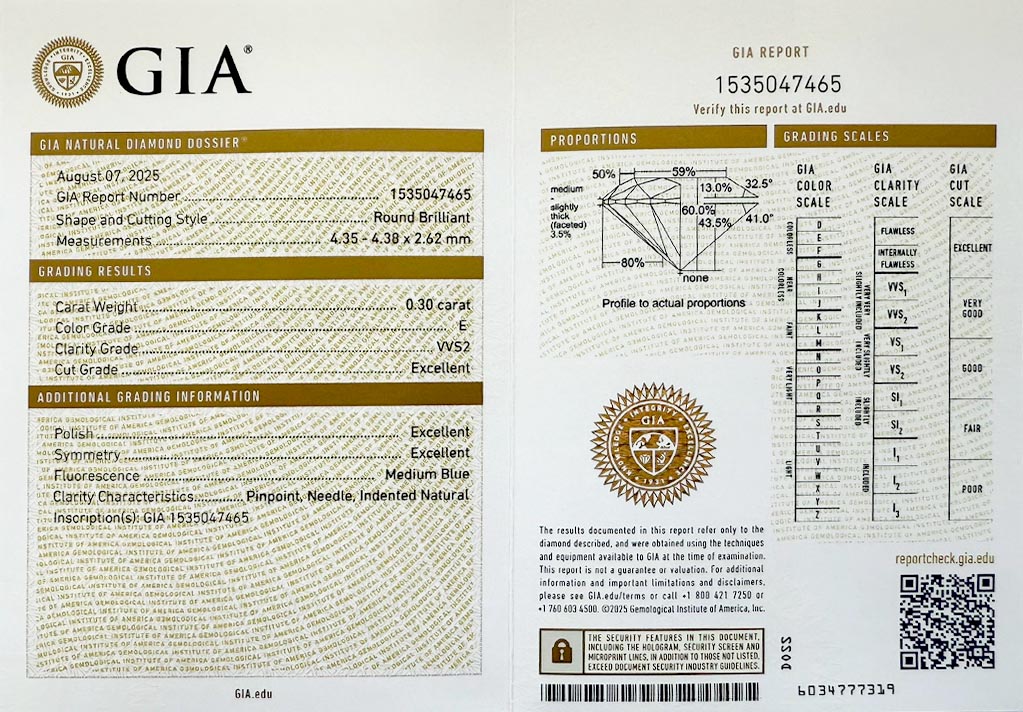 GIA®
GIA NATURAL DIAMOND DOSSIER®
August 07, 2025
GIA Report Number 1535047465
Shape and Cutting Style Round Brilliant
Measurements 4.35 - 4.38 x 2.62 mm
GRADING RESULTS
Carat Weight 0.30 carat
Color Grade E
Clarity Grade VVS2
Cut Grade Excellent
ADDITIONAL GRADING INFORMATION
Polish Excellent
Symmetry Excellent
Fluorescence Medium Blue
Clarity Characteristics Pinpoint, Needle, Indented Natural
Inscription(s): GIA 1535047465
GIA.edu
GIA REPORT
1535047465
Verify this report at GIA.edu
PROPORTIONS
50%
59%
medium
-
slightly
thick
(faceted)
3.5%
13.0%
32.5°
60.0%
43.5%
41.0°
80%
none
Profile to actual proportions
GIA
INTEGRITY
1931
The results documented in this report refer only to the
diamond described, and were obtained using the techniques
and equipment available to GIA at the time of examination.
This report is not a guarantee or valuation. For additional
information and important limitations and disclaimers,
please see GIA.edu/terms or call +1 800 421 7250 or
+1 760 603 4500. ©2025 Gemological Institute of America, Inc.
THE SECURITY FEATURES IN THIS DOCUMENT,
INCLUDING THE HOLOGRAM, SECURITY SCREEN AND
MICROPRINT LINES, IN ADDITION TO THOSE NOT LISTED,
EXCEED DOCUMENT SECURITY INDUSTRY GUIDELINES.
GRADING SCALES
GIA
COLOR
SCALE
COLORLESS
D
E
F
NEAR
COLORLESS
G
H
I
J
FAINT
K
L
M
VERY LIGHT
N
O
P
Q
R
LIGHT
S
T
U
V
W
X
Y
Z
GIA
CLARITY
SCALE
FLAWLESS
INTERNALLY
FLAWLESS
VERY VERY
SLIGHTLY INCLUDED
VVS1
VVS2
VERY SLIGHTLY
INCLUDED
VS1
VS2
SLIGHTLY
INCLUDED
SI1
SI2
INCLUDED
I1
I2
I3
GIA
CUT
SCALE
EXCELLENT
VERY
GOOD
GOOD
FAIR
POOR
reportcheck.gia.edu
6034777319